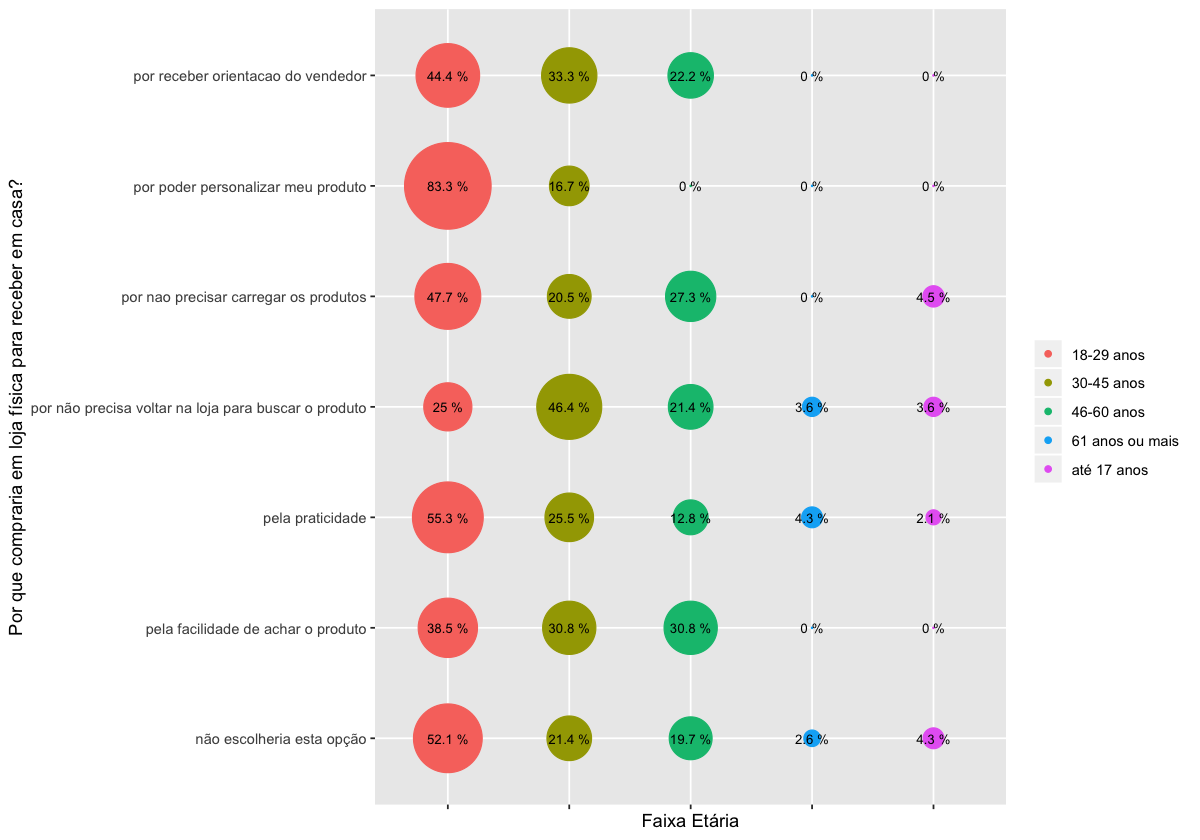 Por que compraria em loja física para receber em casa?
por receber orientacao do vendedor
44.4 % 33.3 % 22.2 % 0 % 0 %
por poder personalizar meu produto
83.3 % 16.7 % 0 % 0 % 0 %
por nao precisar carregar os produtos
47.7 % 20.5 % 27.3 % 0 % 4.5 %
por não precisa voltar na loja para buscar o produto
25 % 46.4 % 21.4 % 3.6 % 3.6 %
pela praticidade
55.3 % 25.5 % 12.8 % 4.3 % 2.1 %
pela facilidade de achar o produto
38.5 % 30.8 % 30.8 % 0 % 0 %
não escolheria esta opção
52.1 % 21.4 % 19.7 % 2.6 % 4.3 %
Faixa Etária
18-29 anos
30-45 anos
46-60 anos
61 anos ou mais
até 17 anos